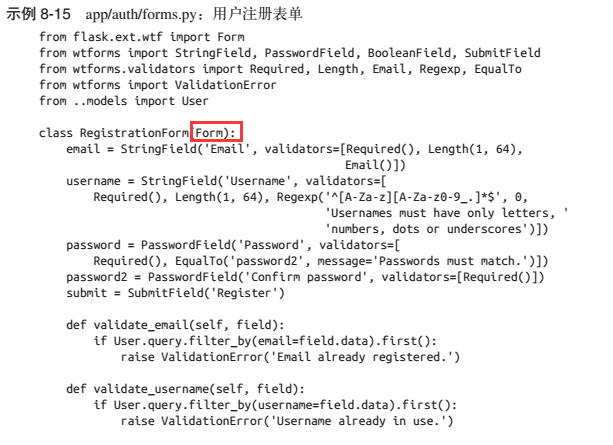 示例 8-15 app/auth/forms.py：用户注册表单
from flask.ext.wtf import Form
from wtforms import StringField, PasswordField, BooleanField, SubmitField
from wtforms.validators import Required, Length, Email, Regexp, EqualTo
from wtforms import ValidationError
from ..models import User

class RegistrationForm(Form):
    email = StringField('Email', validators=[Required(), Length(1, 64),
                                             Email()])
    username = StringField('Username', validators=[
        Required(), Length(1, 64), Regexp('^[A-Za-z][A-Za-z0-9_.]*$', 0,
                                          'Usernames must have only letters, '
                                          'numbers, dots or underscores')])
    password = PasswordField('Password', validators=[
        Required(), EqualTo('password2', message='Passwords must match.')])
    password2 = PasswordField('Confirm password', validators=[Required()])
    submit = SubmitField('Register')

    def validate_email(self, field):
        if User.query.filter_by(email=field.data).first():
            raise ValidationError('Email already registered.')

    def validate_username(self, field):
        if User.query.filter_by(username=field.data).first():
            raise ValidationError('Username already in use.')